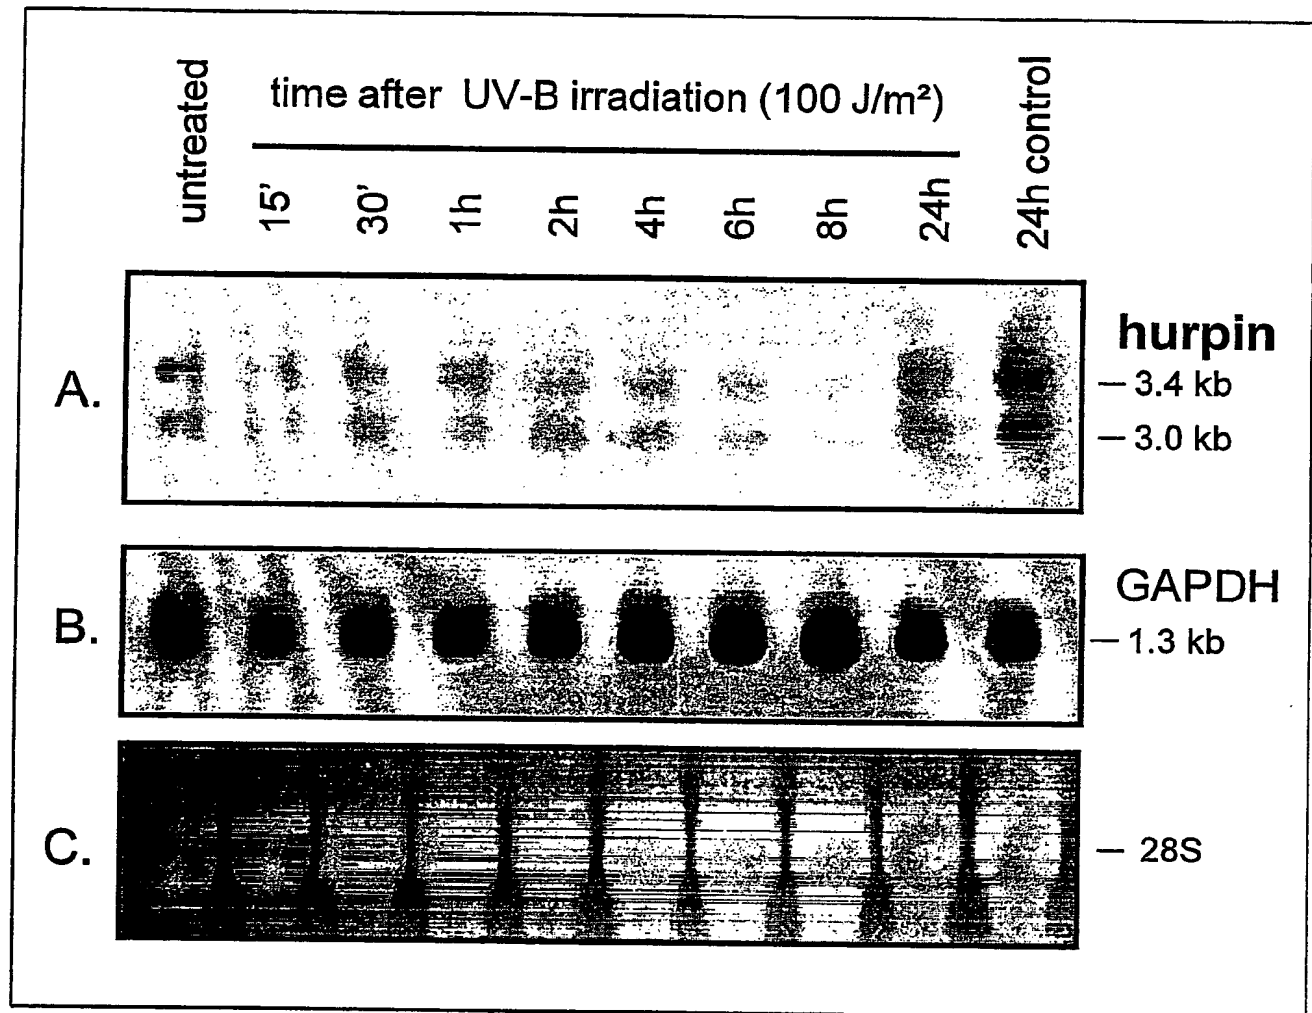 untreated
time after UV-B irradiation (100 J/m²)
15'
30'
1h
2h
4h
6h
8h
24h
24h control
A.
hurpin
– 3.4 kb
– 3.0 kb
B.
GAPDH
– 1.3 kb
C.
– 28S